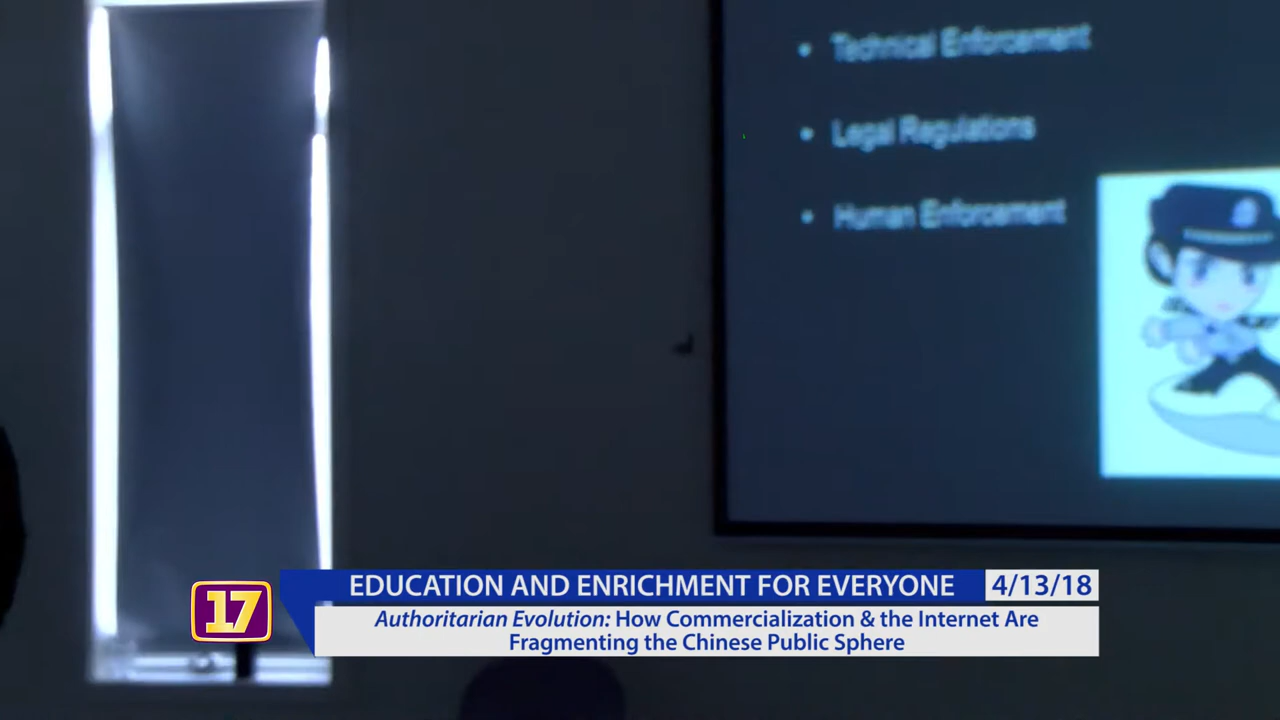 • Technical Enforcement
• Legal Regulations
• Human Enforcement
17
EDUCATION AND ENRICHMENT FOR EVERYONE
4/13/18
Authoritarian Evolution: How Commercialization & the Internet Are
Fragmenting the Chinese Public Sphere